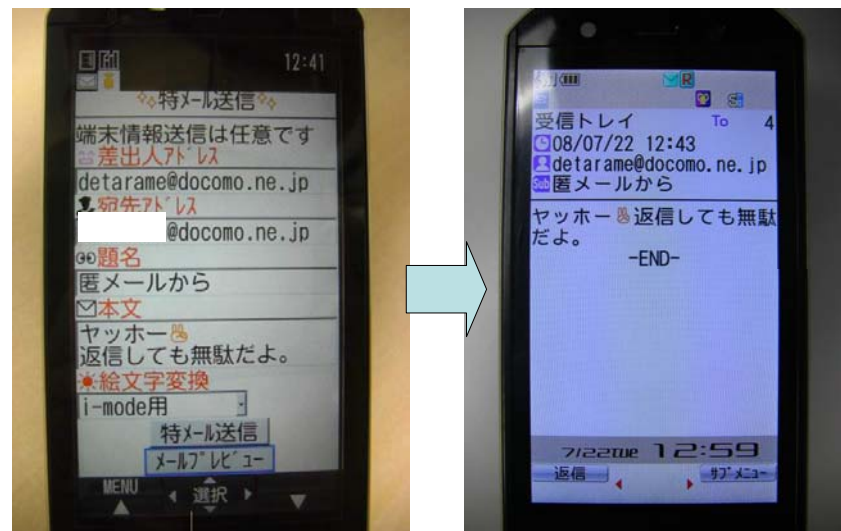 12:41
特メール送信
端末情報送信は任意です
差出人アドレス
detarame@docomo.ne.jp
宛先アドレス
@docomo.ne.jp
題名
匿メールから
本文
ヤッホー✌
返信しても無駄だよ。
絵文字変換
i-mode用
特メール送信
メールプレビュー
MENU
選択
R
受信トレイ To 4
08/07/22 12:43
detarame@docomo.ne.jp
Sub 匿メールから
ヤッホー✌返信しても無駄
だよ。
-END-
7/22TUE 12:59
返信
サブメニュー